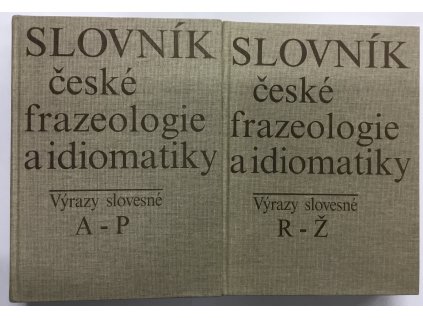 SLOVNÍK
české
frazeologie
a idiomatiky
Výrazy slovesné
A - P
SLOVNÍK
české
frazeologie
a idiomatiky
Výrazy slovesné
R - Ž